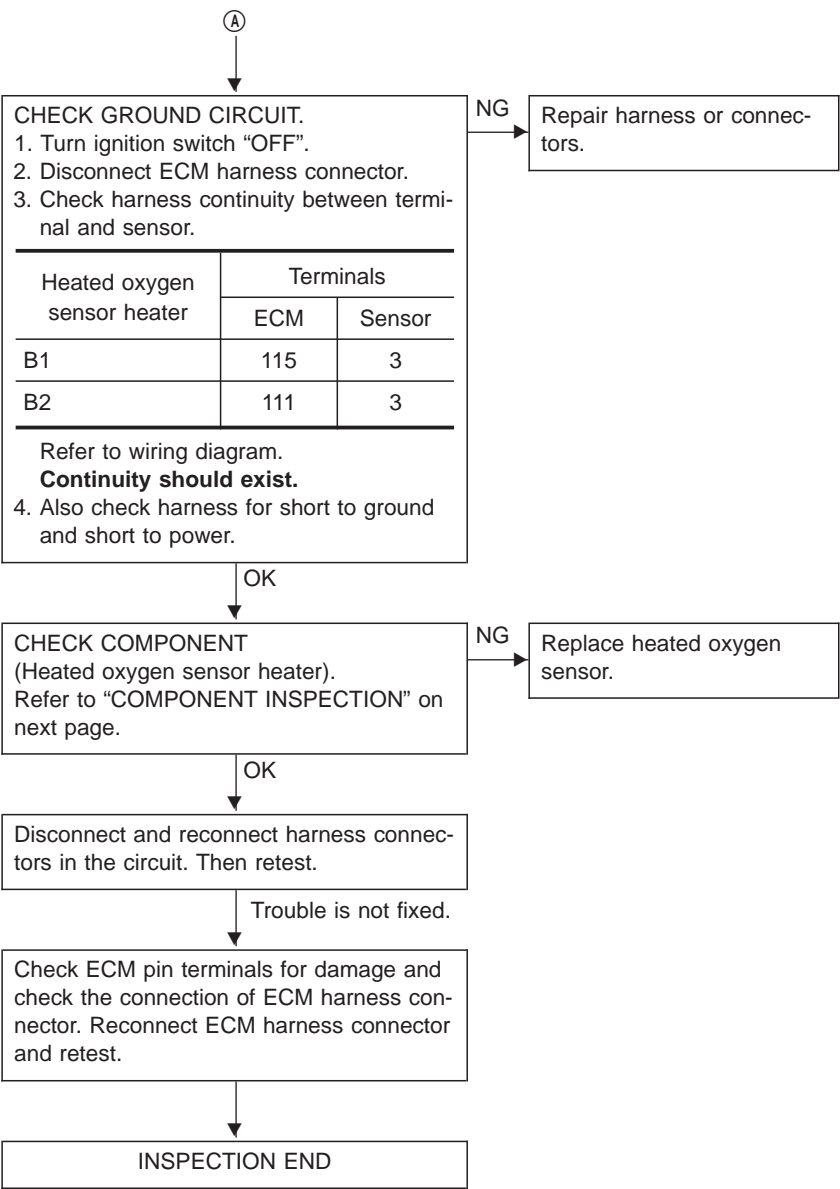 Ⓐ
CHECK GROUND CIRCUIT.
1. Turn ignition switch “OFF”.
2. Disconnect ECM harness connector.
3. Check harness continuity between termi-
nal and sensor.
Heated oxygen
sensor heater
Terminals
ECM Sensor
B1 115 3
B2 111 3
Refer to wiring diagram.
Continuity should exist.
4. Also check harness for short to ground
and short to power.
NG
Repair harness or connec-
tors.
OK
CHECK COMPONENT
(Heated oxygen sensor heater).
Refer to “COMPONENT INSPECTION” on
next page.
NG
Replace heated oxygen
sensor.
OK
Disconnect and reconnect harness connec-
tors in the circuit. Then retest.
Trouble is not fixed.
Check ECM pin terminals for damage and
check the connection of ECM harness con-
nector. Reconnect ECM harness connector
and retest.
INSPECTION END